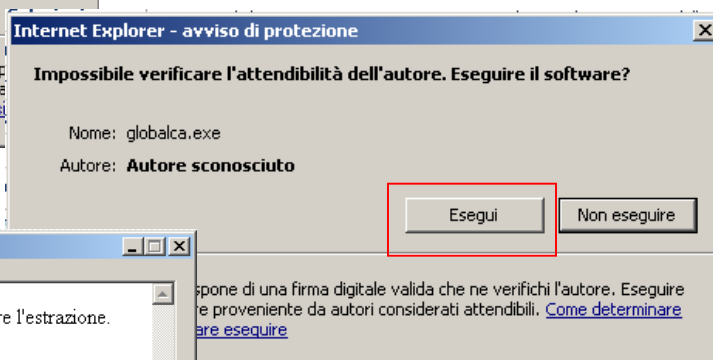 Internet Explorer - avviso di protezione
Impossibile verificare l'attendibilità dell'autore. Eseguire il software?
Nome: globalca.exe
Autore: Autore sconosciuto
Esegui
Non eseguire
spone di una firma digitale valida che ne verifichi l'autore. Eseguire
re proveniente da autori considerati attendibili. Come determinare
are eseguire
re l'estrazione.